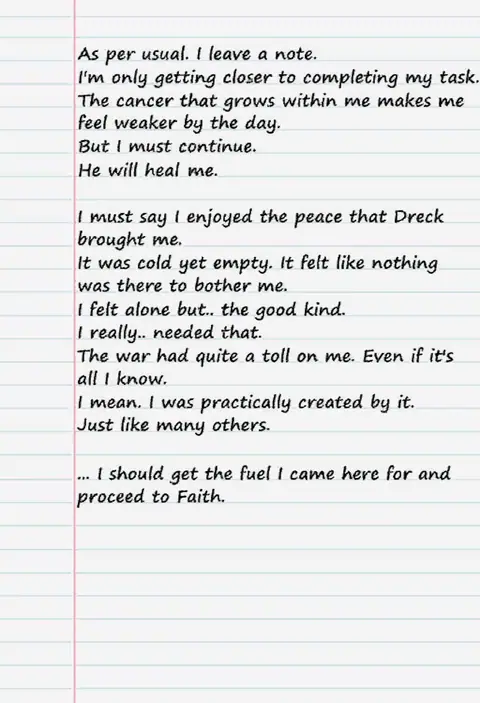 As per usual. I leave a note.
I'm only getting closer to completing my task.
The cancer that grows within me makes me
feel weaker by the day.
But I must continue.
He will heal me.
I must say I enjoyed the peace that Dreck
brought me.
It was cold yet empty. It felt like nothing
was there to bother me.
I felt alone but.. the good kind.
I really.. needed that.
The war had quite a toll on me. Even if it's
all I know.
I mean. I was practically created by it.
Just like many others.
... I should get the fuel I came here for and
proceed to Faith.